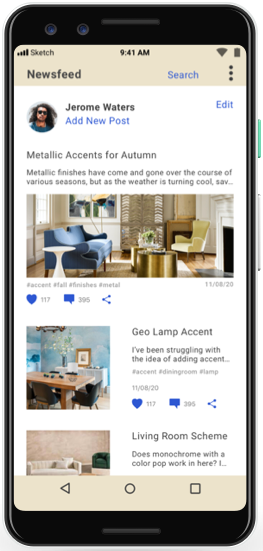 Sketch 9:41 AM
Newsfeed Search
Jerome Waters Edit
Add New Post
Metallic Accents for Autumn
Metallic finishes have come and gone over the course of
various seasons, but as the weather is turning cool, sav...
#accent #fall #finishes #metal 11/08/20
117 395
Geo Lamp Accent
I've been struggling with
the idea of adding accent...
#accent #diningroom #lamp
11/08/20
117 395
Living Room Scheme
Does monochrome with a
color pop work in here? I...